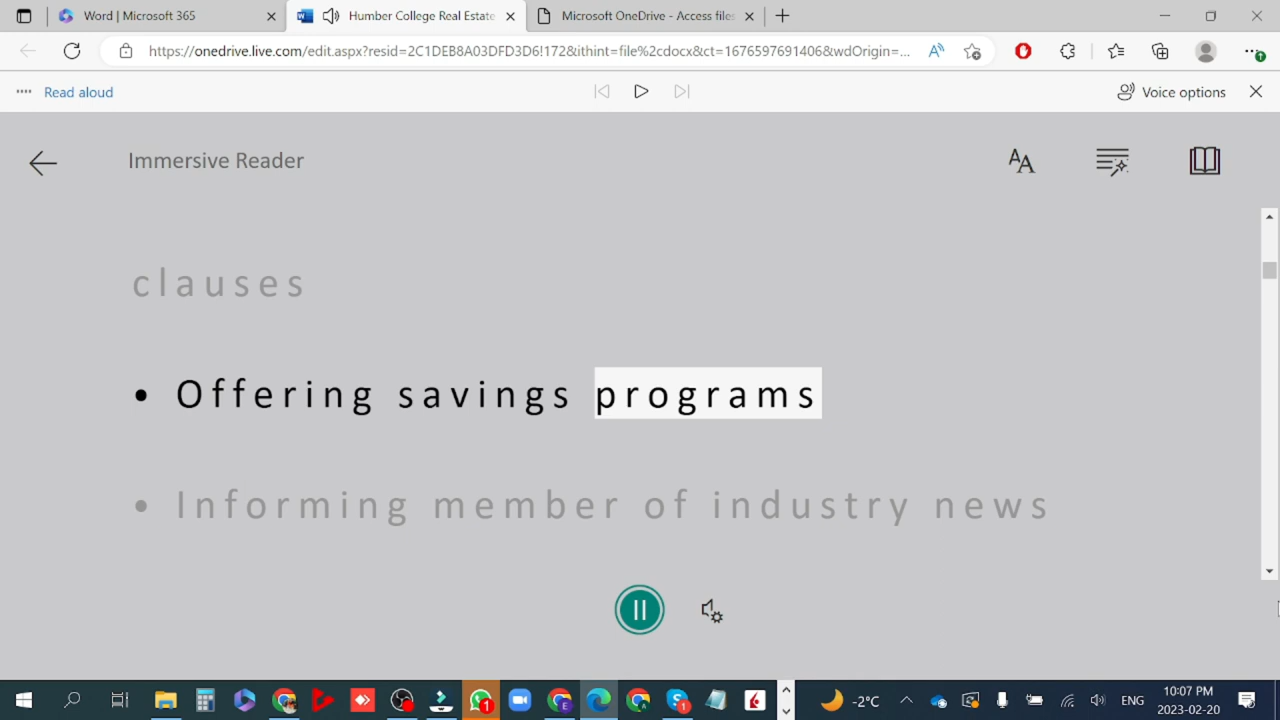 Word | Microsoft 365
Humber College Real Estate
Microsoft OneDrive - Access files
https://onedrive.live.com/edit.aspx?resid=2C1DEB8A03DFD3D6!172&ithint=file%2cdocx&ct=1676597691406&wdOrigin=...
Read aloud
Voice options
Immersive Reader
clauses
• Offering savings programs
• Informing member of industry news
-2°C
ENG
10:07 PM
2023-02-20